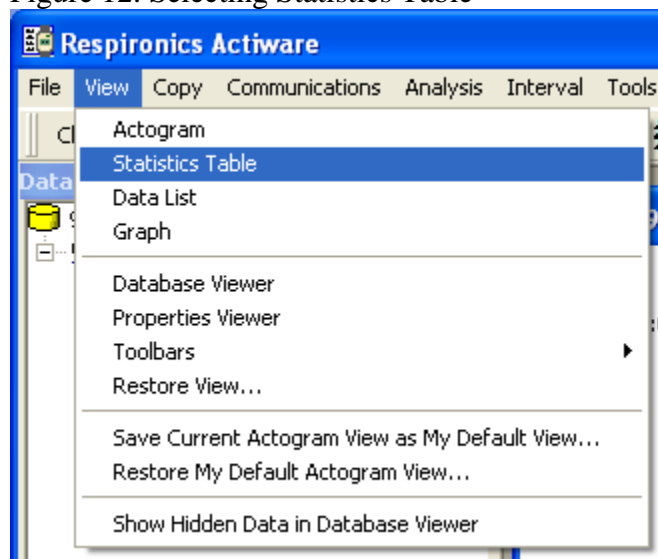 Figure 12. Selecting Statistics Table
Respironics Actiware
File View Copy Communications Analysis Interval Tools
Actogram
Statistics Table
Data
Data List
Graph
Database Viewer
Properties Viewer
Toolbars
Restore View...
Save Current Actogram View as My Default View...
Restore My Default Actogram View...
Show Hidden Data in Database Viewer